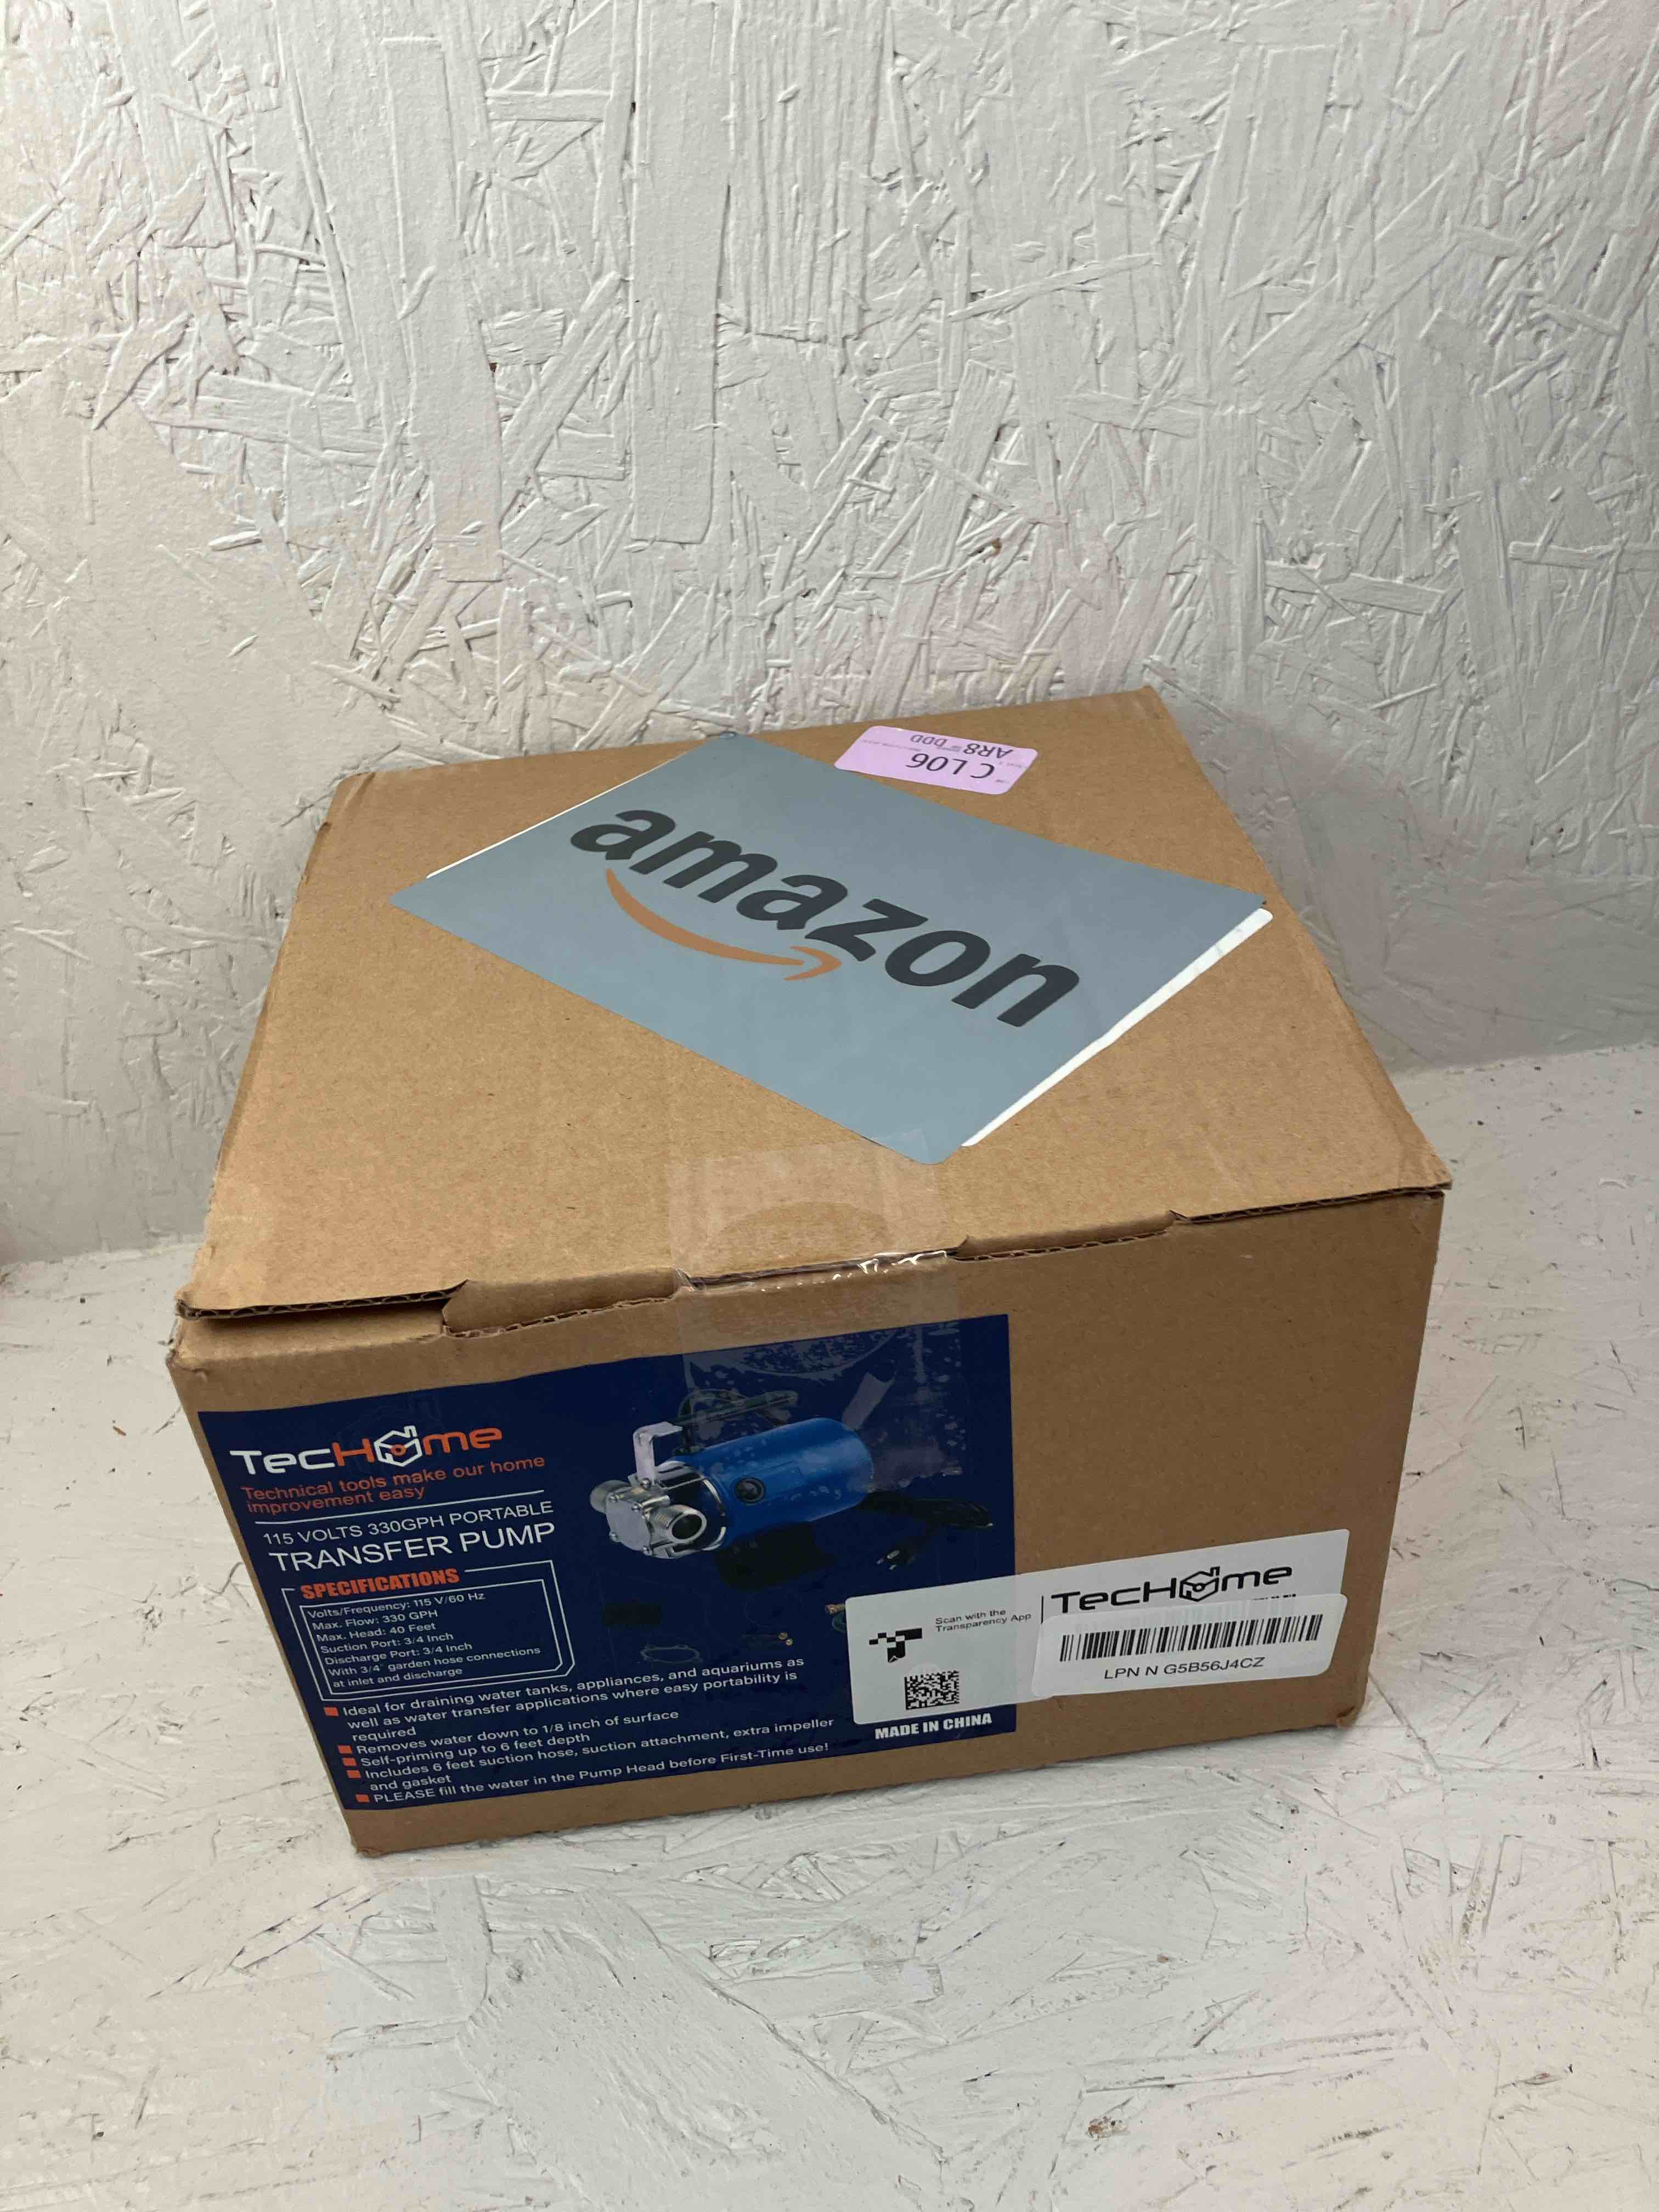 CL06
AR8 DDD
amazon
TecHome
Technical tools make our home
improvement easy
115 VOLTS 330GPH PORTABLE
TRANSFER PUMP
SPECIFICATIONS
Volts/Frequency: 115 V/60 Hz
Max. Flow: 330 GPH
Max. Head: 40 Feet
Suction Port: 3/4 Inch
Discharge Port: 3/4 Inch
With 3/4" garden hose connections
at inlet and discharge
Ideal for draining water tanks, appliances, and aquariums as
well as water transfer applications where easy portability is
required
Removes water down to 1/8 inch of surface
Self-priming up to 6 feet depth
Includes 6 feet suction hose, suction attachment, extra impeller
and gasket
PLEASE fill the water in the Pump Head before First-Time use!
Scan with the
Transparency App
TecHome
LPN N G5B56J4CZ
MADE IN CHINA